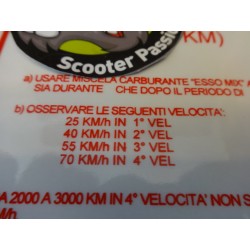 Scooter Passi
KM)
a) USARE MISCELA CARBURANTE "ESSO MIX"
SIA DURANTE CHE DOPO IL PERIODO DI
b) OSSERVARE LE SEGUENTI VELOCITA':
25 KM/H IN 1° VEL
40 KM/H IN 2° VEL
55 KM/H IN 3° VEL
70 KM/H IN 4° VEL
A 2000 A 3000 KM IN 4° VELOCITA' NON S
M/h